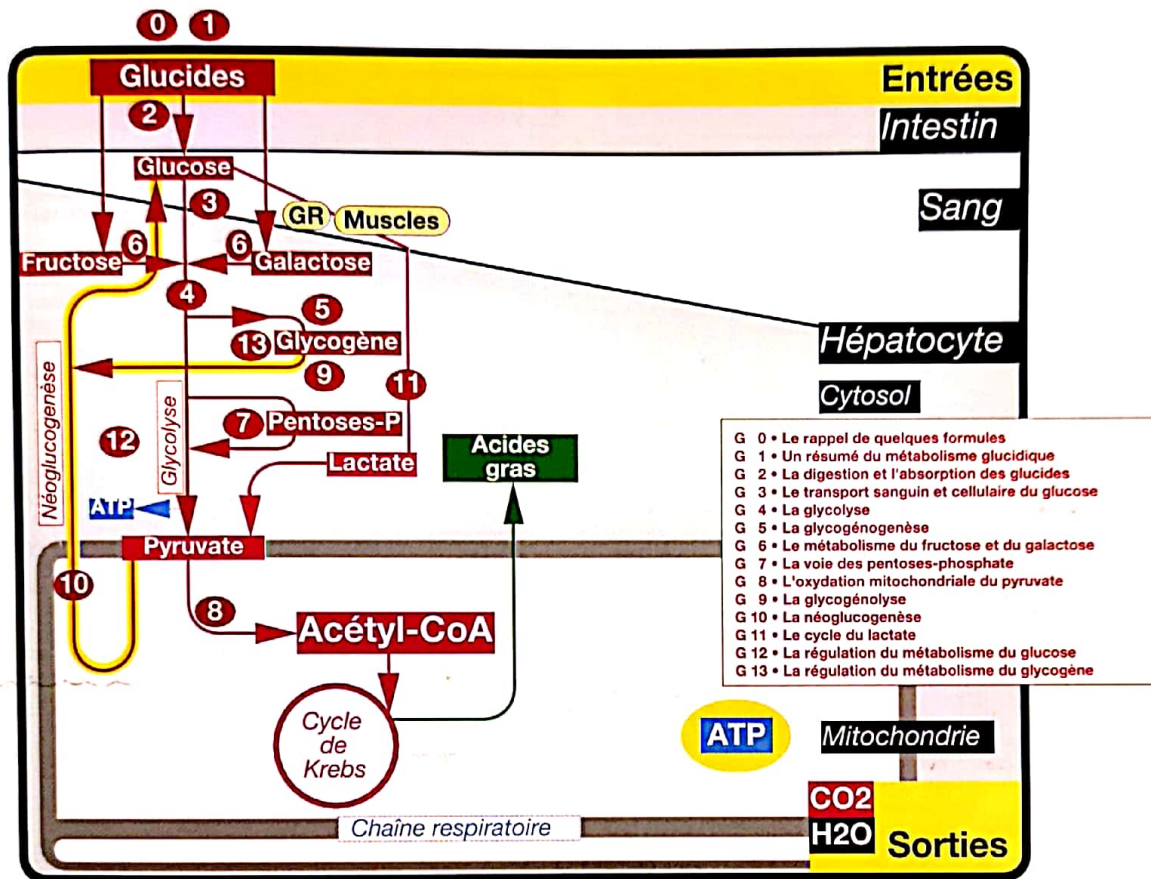 0 1
Glucides
Entrées
2
Intestin
Glucose
3
GR
Muscles
Sang
Fructose
6
6
Galactose
4
5
13
Glycogène
9
Hépatocyte
11
Cytosol
Néoglucogenèse
Glycolyse
12
7
Pentoses-P
Lactate
Acides
gras
ATP
Pyruvate
G 0 • Le rappel de quelques formules
G 1 • Un résumé du métabolisme glucidique
G 2 • La digestion et l'absorption des glucides
G 3 • Le transport sanguin et cellulaire du glucose
G 4 • La glycolyse
G 5 • La glycogénogenèse
G 6 • Le métabolisme du fructose et du galactose
G 7 • La voie des pentoses-phosphate
G 8 • L'oxydation mitochondriale du pyruvate
G 9 • La glycogénolyse
G 10 • La néoglucogenèse
G 11 • Le cycle du lactate
G 12 • La régulation du métabolisme du glucose
G 13 • La régulation du métabolisme du glycogène
10
8
Acétyl-CoA
Cycle
de
Krebs
ATP
Mitochondrie
CO2
H2O
Sorties
Chaîne respiratoire